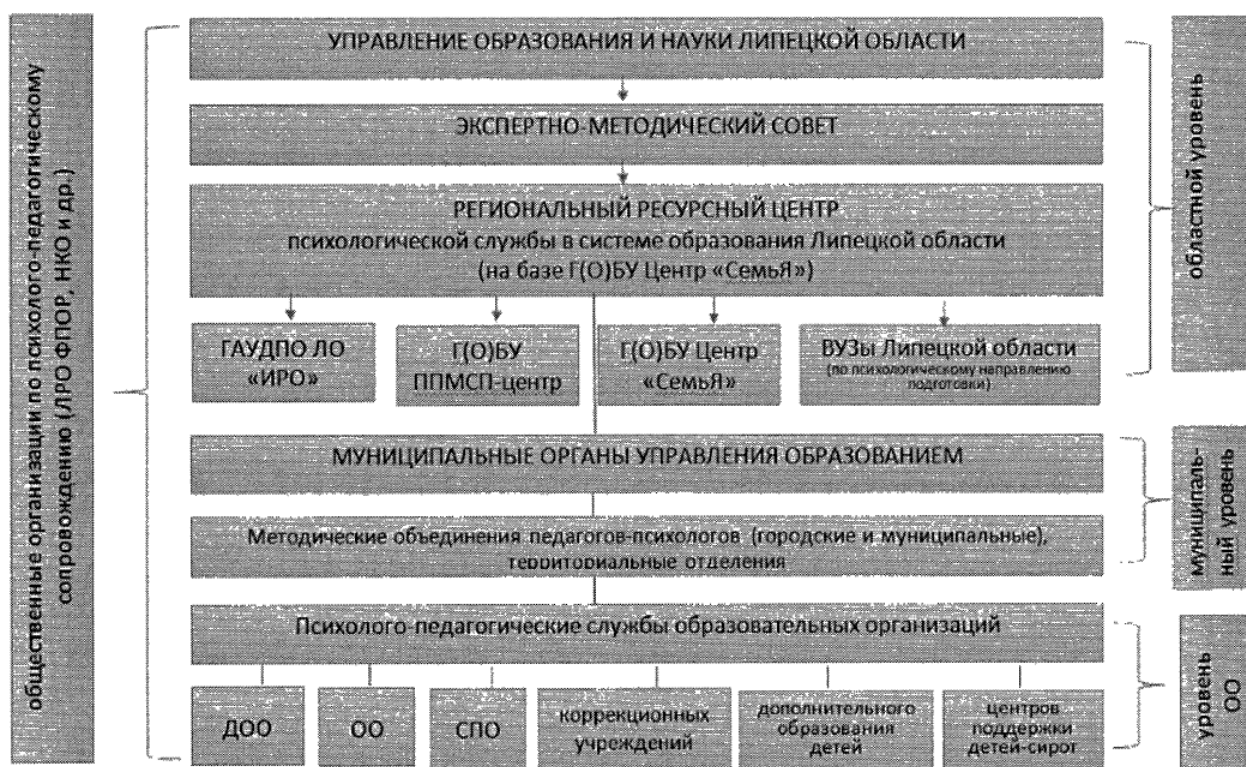 общественные организации по психолого-педагогическому
сопровождению (ЛРО ФПОР, НКО и др.)
УПРАВЛЕНИЕ ОБРАЗОВАНИЯ И НАУКИ ЛИПЕЦКОЙ ОБЛАСТИ
ЭКСПЕРТНО-МЕТОДИЧЕСКИЙ СОВЕТ
РЕГИОНАЛЬНЫЙ РЕСУРСНЫЙ ЦЕНТР
психологической службы в системе образования Липецкой области
(на базе Г(О)БУ Центр «СемьЯ»)
ГАУДПО ЛО
«ИРО»
Г(О)БУ
ППМСП-центр
Г(О)БУ Центр
«СемьЯ»
ВУЗы Липецкой области
(по психологическому направлению
подготовки)
областной уровень
МУНИЦИПАЛЬНЫЕ ОРГАНЫ УПРАВЛЕНИЯ ОБРАЗОВАНИЕМ
Методические объединения педагогов-психологов (городские и муниципальные),
территориальные отделения
муниципаль-
ный уровень
Психолого-педагогические службы образовательных организаций
ДОО
ОО
СПО
коррекционных
учреждений
дополнительного
образования
детей
центров
поддержки
детей-сирот
уровень
ОО